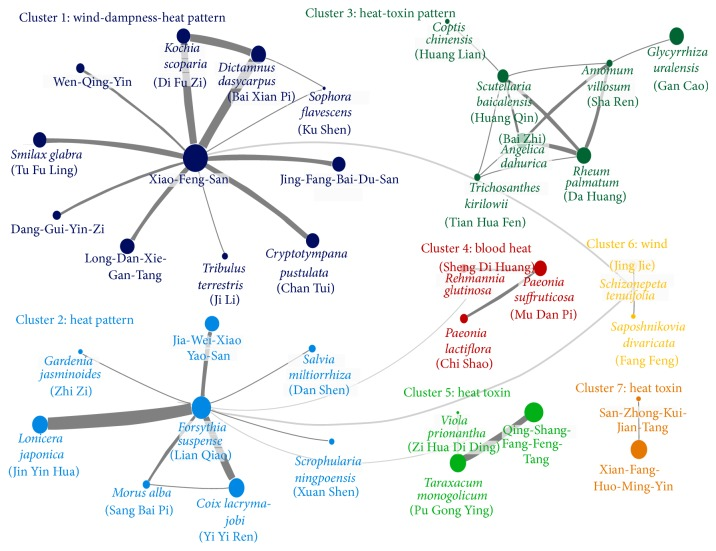 Cluster 1: wind-dampness-heat pattern
Kochia
scoparia
(Di Fu Zi)
Dictamnus
dasycarpus
(Bai Xian Pi)
Wen-Qing-Yin
Sophora
flavescens
(Ku Shen)
Smilax glabra
(Tu Fu Ling)
Xiao-Feng-San
Jing-Fang-Bai-Du-San
Dang-Gui-Yin-Zi
Long-Dan-Xie-
Gan-Tang
Tribulus
terrestris
(Ji Li)
Cryptotympana
pustulata
(Chan Tui)
Cluster 3: heat-toxin pattern
Coptis
chinensis
(Huang Lian)
Glycyrrhiza
uralensis
(Gan Cao)
Amomum
villosum
(Sha Ren)
Scutellaria
baicalensis
(Huang Qin)
(Bai Zhi)
Angelica
dahurica
Rheum
palmatum
(Da Huang)
Trichosanthes
kirilowii
(Tian Hua Fen)
Cluster 4: blood heat
(Sheng Di Huang)
Rehmannia
glutinosa
Paeonia
suffruticosa
(Mu Dan Pi)
Paeonia
lactiflora
(Chi Shao)
Cluster 6: wind
(Jing Jie)
Schizonepeta
tenuifolia
Saposhnikovia
divaricata
(Fang Feng)
Cluster 2: heat pattern
Jia-Wei-Xiao
Yao-San
Gardenia
jasminoides
(Zhi Zi)
Salvia
miltiorrhiza
(Dan Shen)
Lonicera
japonica
(Jin Yin Hua)
Forsythia
suspense
(Lian Qiao)
Scrophularia
ningpoensis
(Xuan Shen)
Morus alba
(Sang Bai Pi)
Coix lacryma-
jobi
(Yi Yi Ren)
Cluster 5: heat toxin
Viola
prionantha
(Zi Hua Di Ding)
Qing-Shang-
Fang-Feng-
Tang
Taraxacum
monogolicum
(Pu Gong Ying)
Cluster 7: heat toxin
San-Zhong-Kui-
Jian-Tang
Xian-Fang-
Huo-Ming-Yin